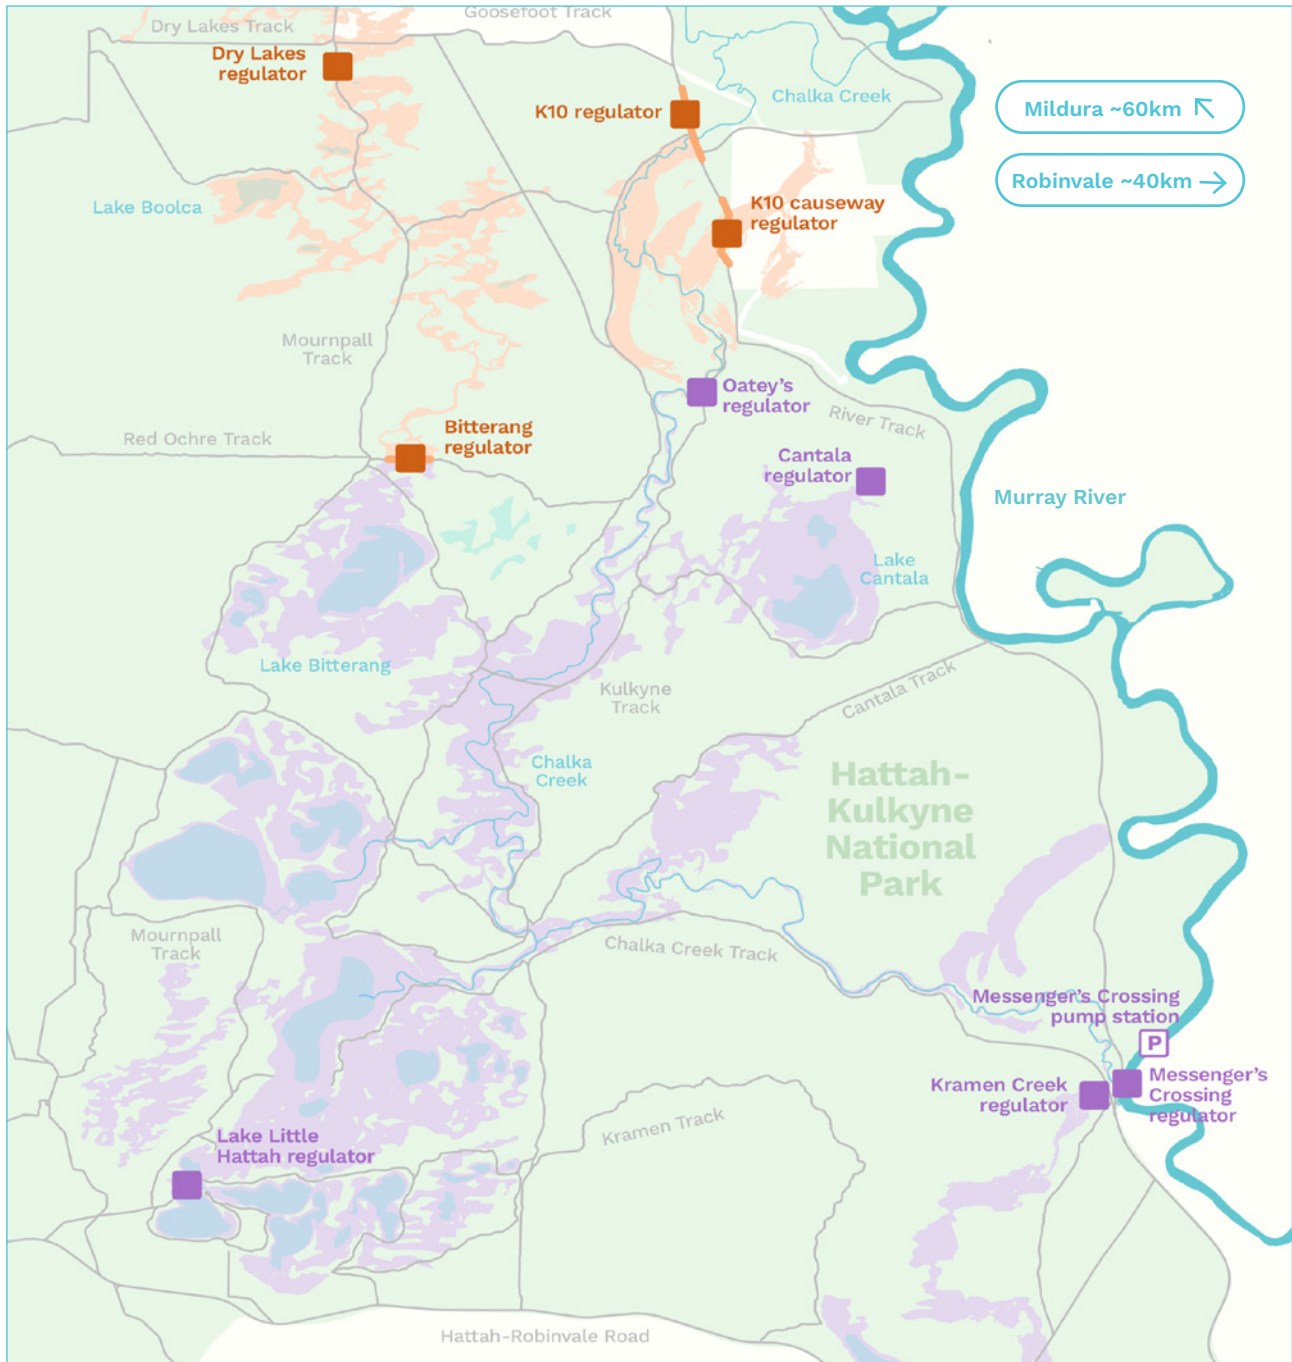 Goosefoot Track
Dry Lakes Track
Dry Lakes
regulator
K10 regulator
Chalka Creek
Mildura ~60km
Robinvale ~40km
Lake Boolca
K10 causeway
regulator
Mournpall
Track
Oatey's
regulator
River Track
Red Ochre Track
Bitterang
regulator
Cantala
regulator
Murray River
Lake
Cantala
Lake Bitterang
Kulkyne
Track
Cantala Track
Chalka
Creek
Hattah-
Kulkyne
National
Park
Mournpall
Track
Chalka Creek Track
Messenger's Crossing
pump station
P
Kramen Creek
regulator
Messenger's
Crossing
regulator
Kramen Track
Lake Little
Hattah regulator
Hattah-Robinvale Road